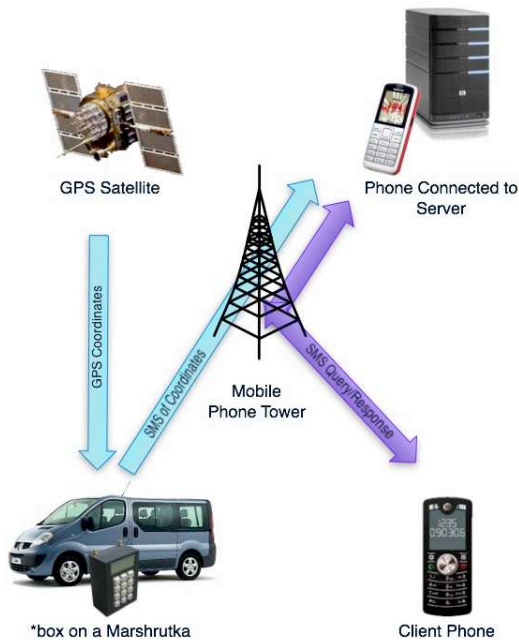 GPS Satellite
Phone Connected to
Server
GPS Coordinates
SMS of Coordinates
SMS Query/Response
Mobile
Phone Tower
*box on a Marshrutka
Client Phone